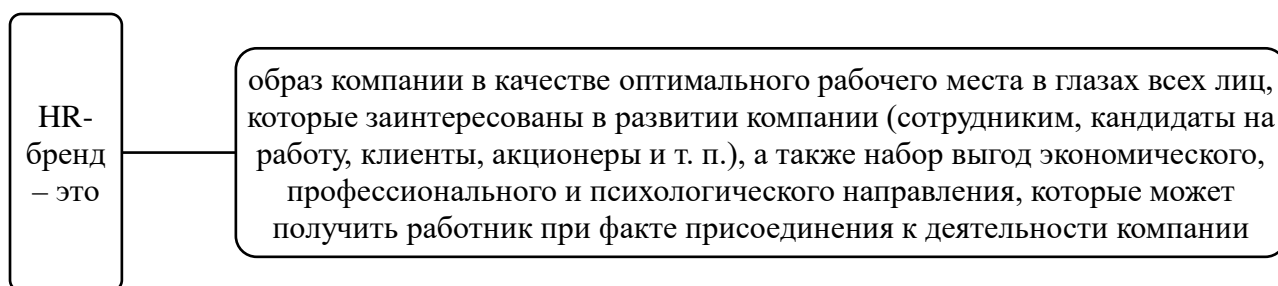 HR-
бренд
– это
образ компании в качестве оптимального рабочего места в глазах всех лиц,
которые заинтересованы в развитии компании (сотрудниким, кандидаты на
работу, клиенты, акционеры и т. п.), а также набор выгод экономического,
профессионального и психологического направления, которые может
получить работник при факте присоединения к деятельности компании